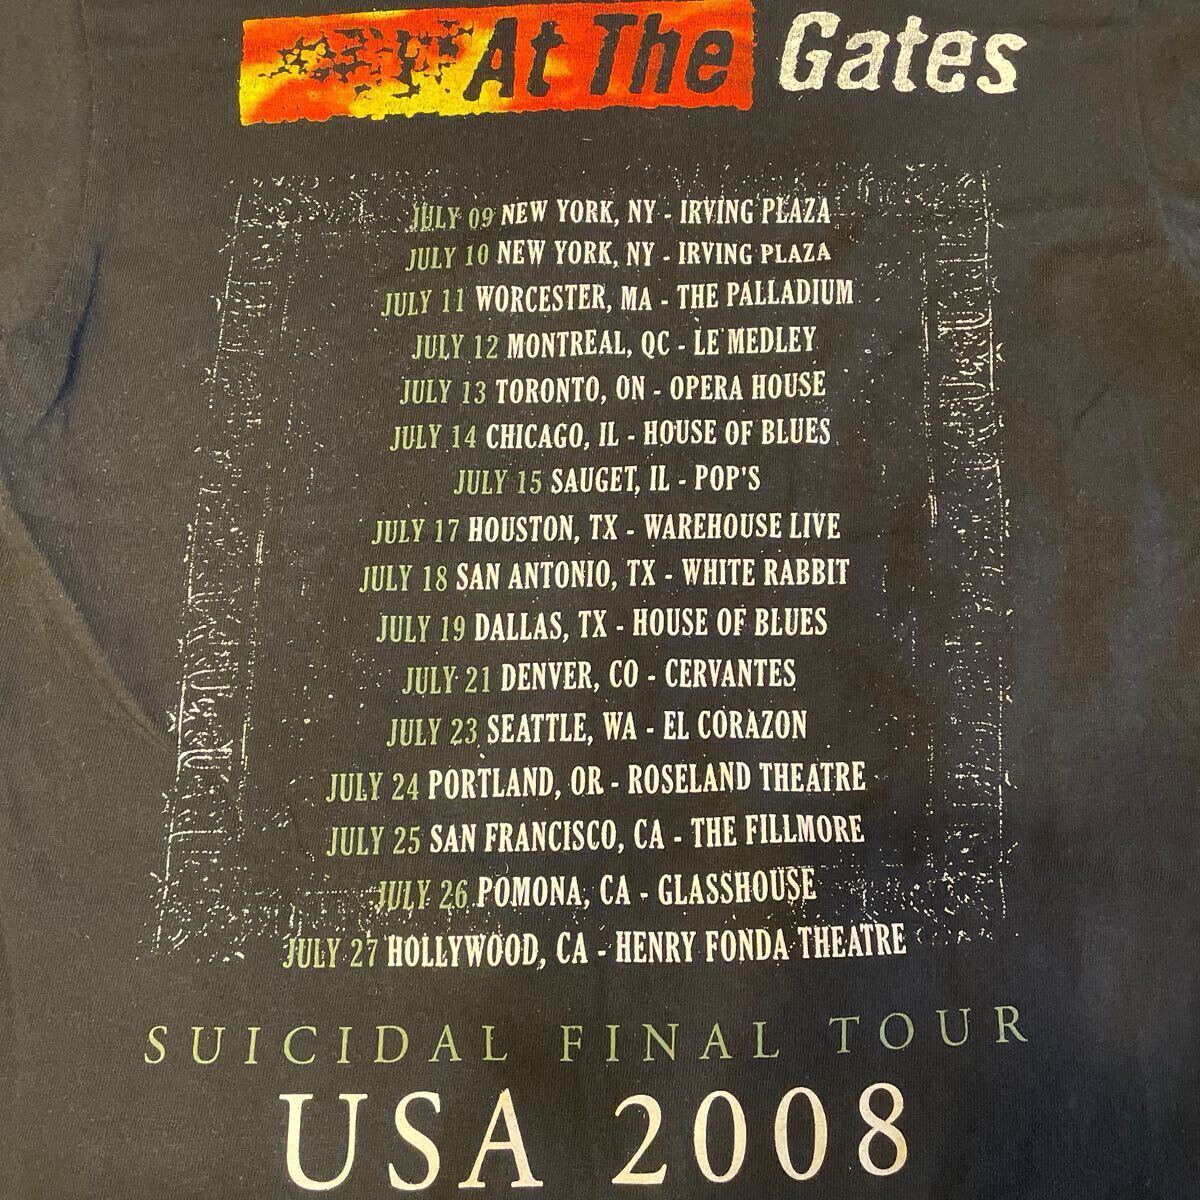 At The Gates
JULY 09 NEW YORK, NY - IRVING PLAZA
JULY 10 NEW YORK, NY - IRVING PLAZA
JULY 11 WORCESTER, MA - THE PALLADIUM
JULY 12 MONTREAL, QC - LE MEDLEY
JULY 13 TORONTO, ON - OPERA HOUSE
JULY 14 CHICAGO, IL - HOUSE OF BLUES
JULY 15 SAUGET, IL - POP'S
JULY 17 HOUSTON, TX - WAREHOUSE LIVE
JULY 18 SAN ANTONIO, TX - WHITE RABBIT
JULY 19 DALLAS, TX - HOUSE OF BLUES
JULY 21 DENVER, CO - CERVANTES
JULY 23 SEATTLE, WA - EL CORAZON
JULY 24 PORTLAND, OR - ROSELAND THEATRE
JULY 25 SAN FRANCISCO, CA - THE FILLMORE
JULY 26 POMONA, CA - GLASSHOUSE
JULY 27 HOLLYWOOD, CA - HENRY FONDA THEATRE
SUICIDAL FINAL TOUR
USA 2008